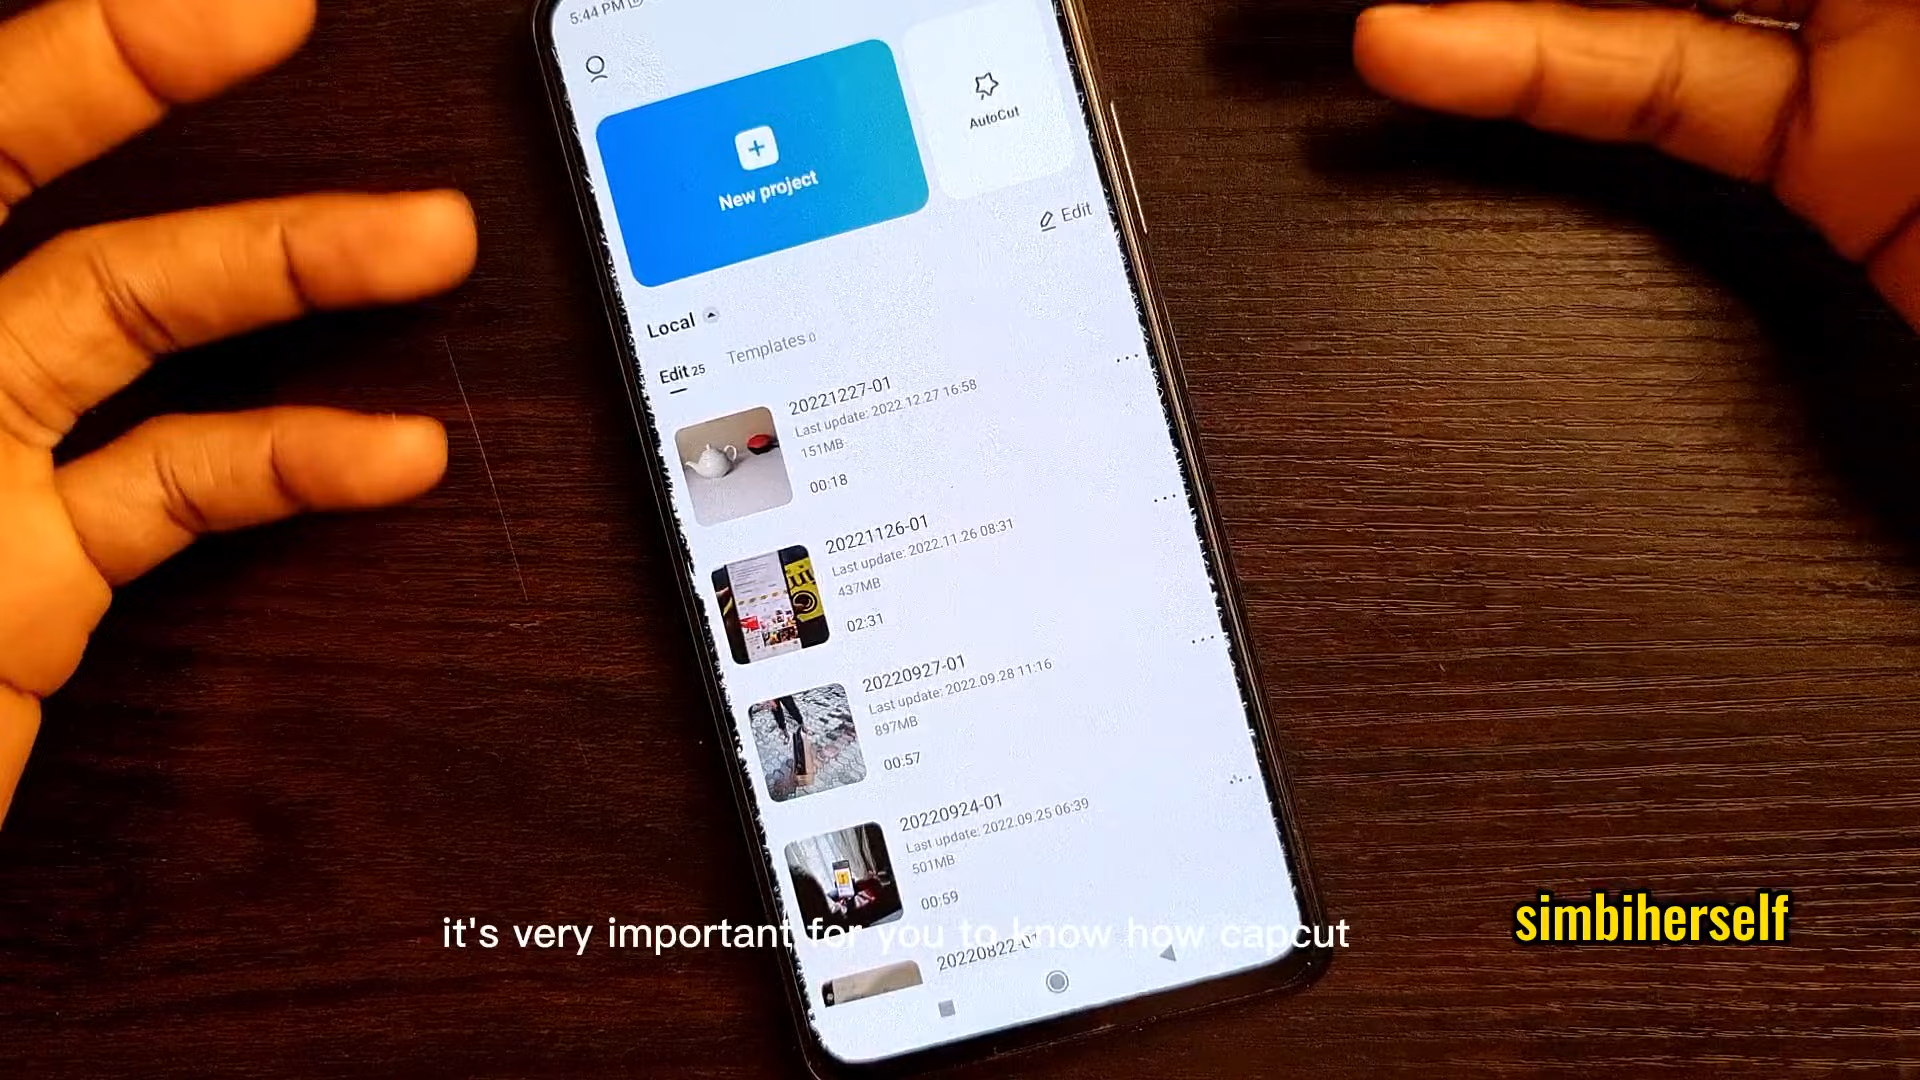 5:44 PM
New project
AutoCut
Edit
Local
Edit 25
Templates 0
20221227-01
Last update: 2022.12.27 16:58
151MB
00:18
20221126-01
Last update: 2022.11.26 08:31
437MB
02:31
20220927-01
Last update: 2022.09.28 11:16
897MB
00:57
20220924-01
Last update: 2022.09.25 06:39
501MB
00:59
20220822-01
it's very important for you to know how capcut
simbiherself